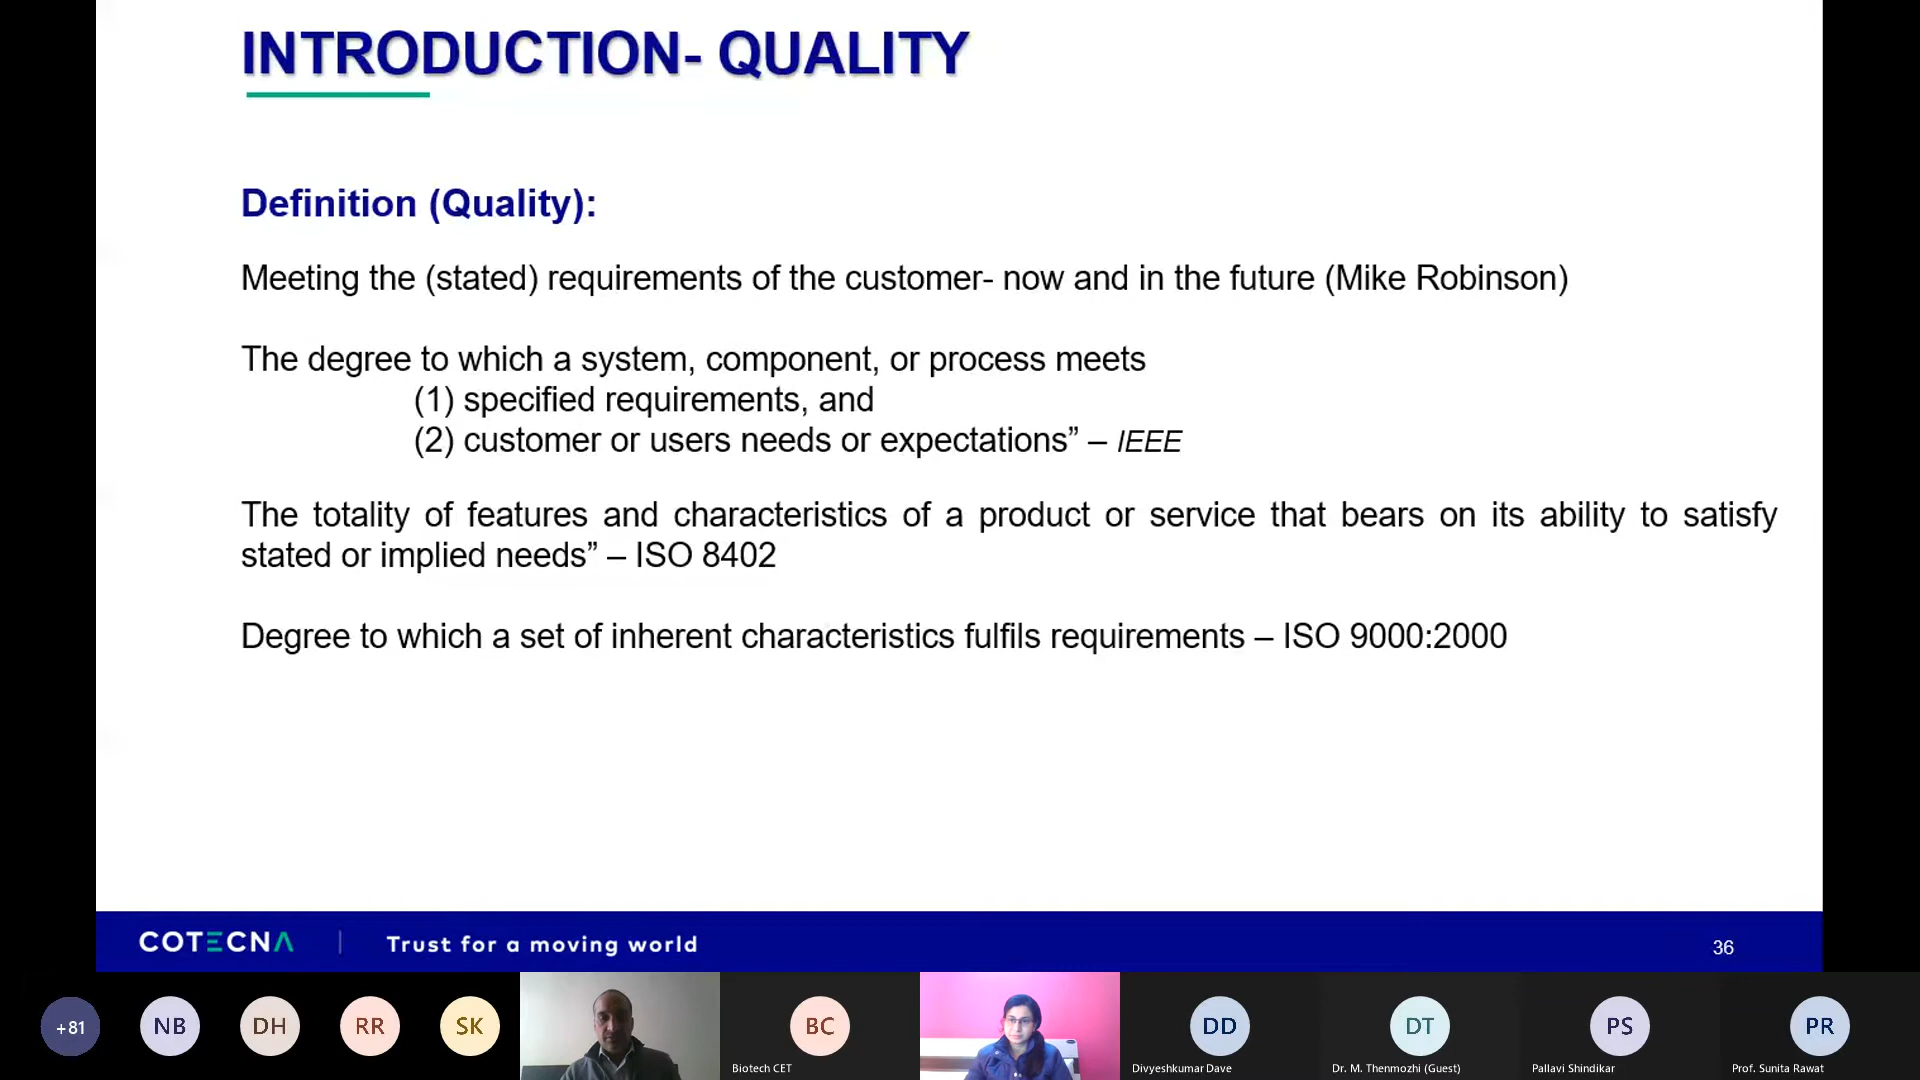 INTRODUCTION- QUALITY
Definition (Quality):
Meeting the (stated) requirements of the customer- now and in the future (Mike Robinson)
The degree to which a system, component, or process meets
(1) specified requirements, and
(2) customer or users needs or expectations” – IEEE
The totality of features and characteristics of a product or service that bears on its ability to satisfy
stated or implied needs” – ISO 8402
Degree to which a set of inherent characteristics fulfils requirements – ISO 9000:2000
COTECNA | Trust for a moving world 36
+81 NB DH RR SK BC DD DT PS PR
Biotech CET Divyeshkumar Dave Dr. M. Thenmozhi (Guest) Pallavi Shindikar Prof. Sunita Rawat